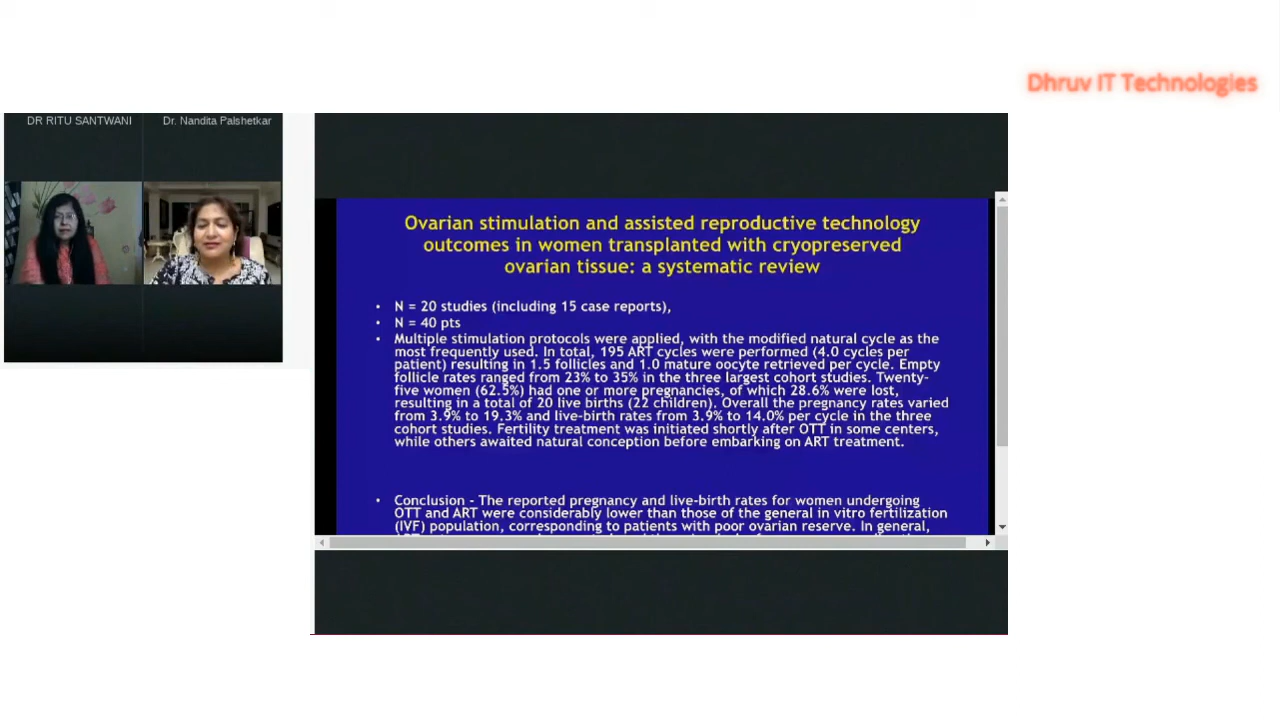 Dhruv IT Technologies
DR RITU SANTWANI
Dr. Nandita Palshetkar
Ovarian stimulation and assisted reproductive technology
outcomes in women transplanted with cryopreserved
ovarian tissue: a systematic review
• N = 20 studies (including 15 case reports),
• N = 40 pts
• Multiple stimulation protocols were applied, with the modified natural cycle as the
most frequently used. In total, 195 ART cycles were performed (4.0 cycles per
patient) resulting in 1.5 follicles and 1.0 mature oocyte retrieved per cycle. Empty
follicle rates ranged from 23% to 35% in the three largest cohort studies. Twenty-
five women (62.5%) had one or more pregnancies, of which 28.6% were lost,
resulting in a total of 20 live births (22 children). Overall the pregnancy rates varied
from 3.9% to 19.3% and live-birth rates from 3.9% to 14.0% per cycle in the three
cohort studies. Fertility treatment was initiated shortly after OTT in some centers,
while others awaited natural conception before embarking on ART treatment.
• Conclusion - The reported pregnancy and live-birth rates for women undergoing
OTT and ART were considerably lower than those of the general in vitro fertilization
(IVF) population, corresponding to patients with poor ovarian reserve. In general,